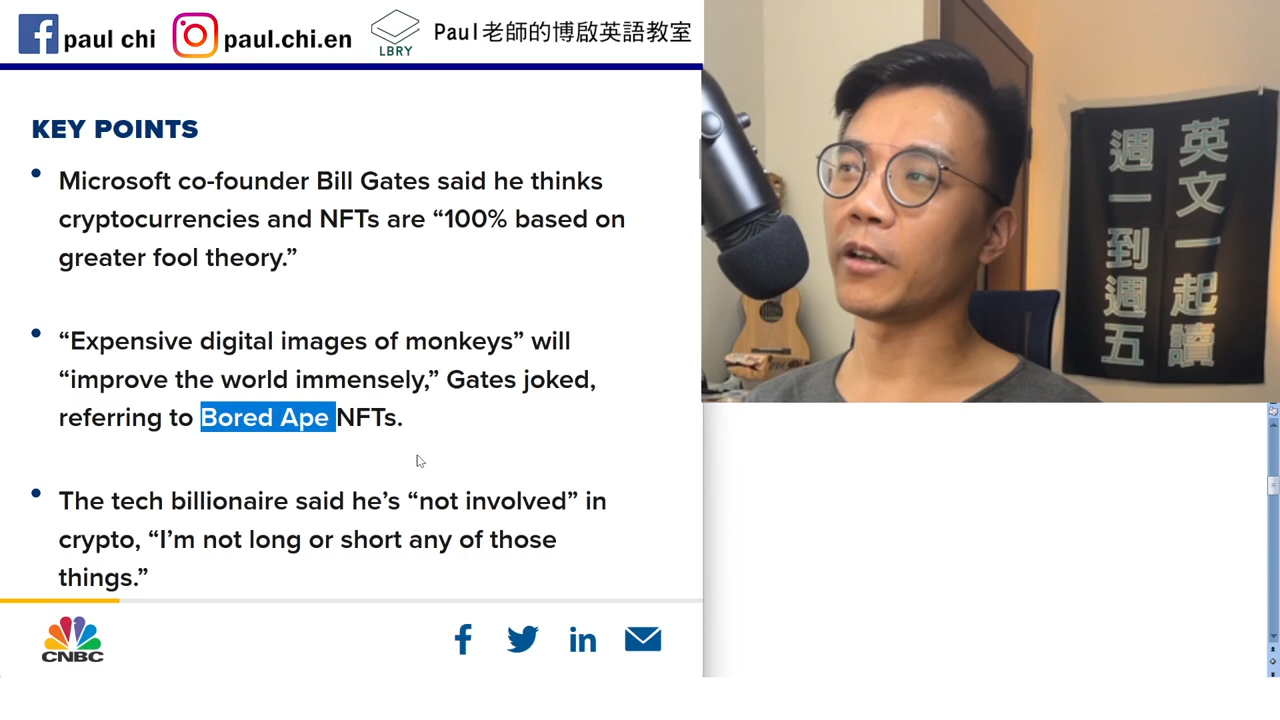 paul chi
paul.chi.en
LBRY
Paul老師的博啟英語教室
KEY POINTS
Microsoft co-founder Bill Gates said he thinks
cryptocurrencies and NFTs are “100% based on
greater fool theory.”
“Expensive digital images of monkeys” will
“improve the world immensely,” Gates joked,
referring to Bored Ape NFTs.
The tech billionaire said he’s “not involved” in
crypto, “I’m not long or short any of those
things.”
CNBC
英文一起讀
週一到週五